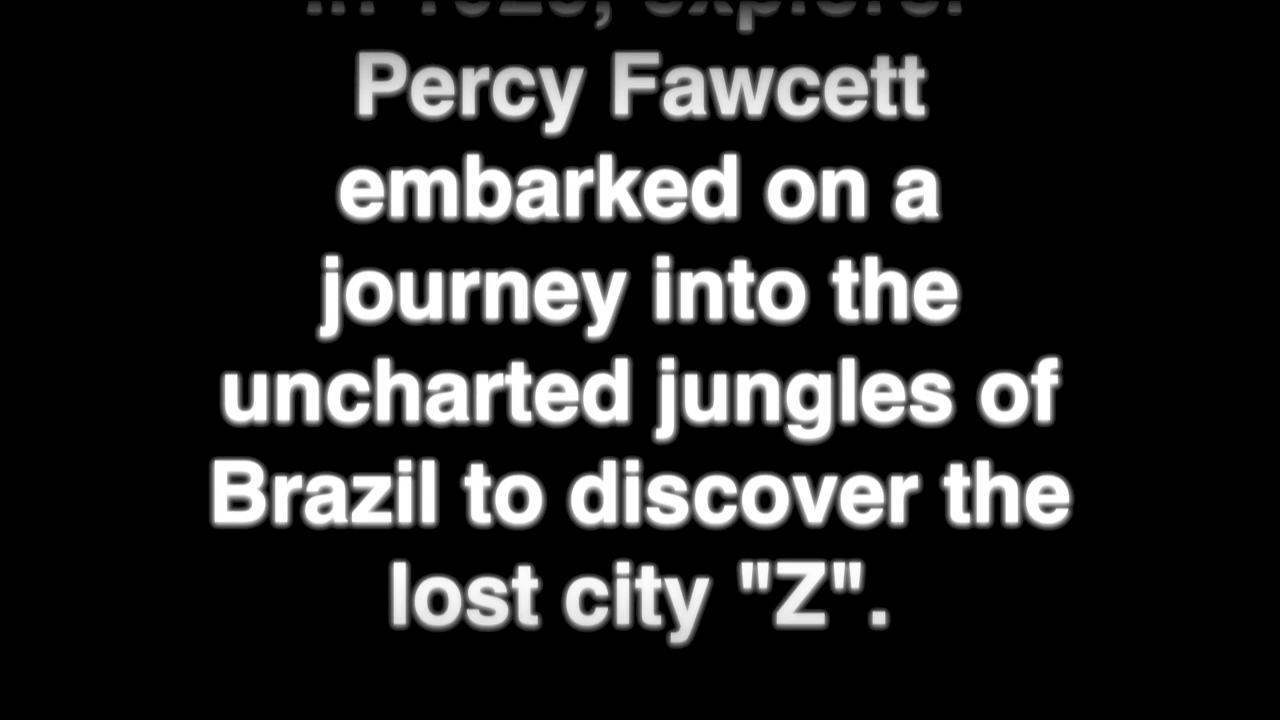 Percy Fawcett
embarked on a
journey into the
uncharted jungles of
Brazil to discover the
lost city "Z".